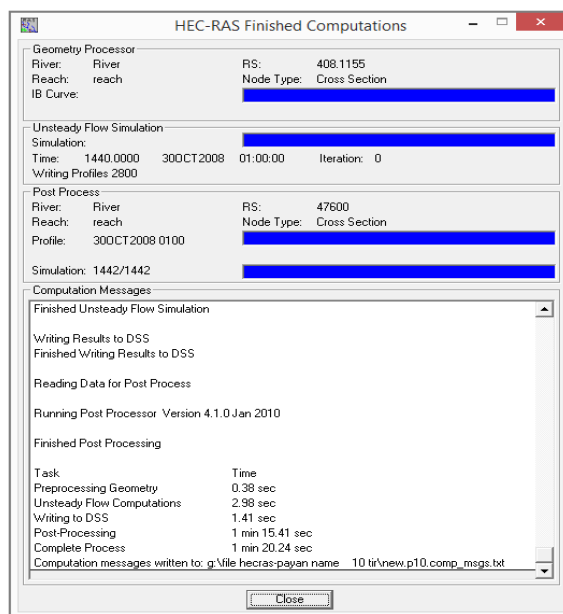 HEC-RAS Finished Computations
Geometry Processor
River: River RS: 408.1155
Reach: reach Node Type: Cross Section
IB Curve:
Unsteady Flow Simulation
Simulation:
Time: 1440.0000 30OCT2008 01:00:00 Iteration: 0
Writing Profiles 2800
Post Process
River: River RS: 47600
Reach: reach Node Type: Cross Section
Profile: 30OCT2008 0100
Simulation: 1442/1442
Computation Messages
Finished Unsteady Flow Simulation
Writing Results to DSS
Finished Writing Results to DSS
Reading Data for Post Process
Running Post Processor Version 4.1.0 Jan 2010
Finished Post Processing
Task Time
Preprocessing Geometry 0.38 sec
Unsteady Flow Computations 2.98 sec
Writing to DSS 1.41 sec
Post-Processing 1 min 15.41 sec
Complete Process 1 min 20.24 sec
Computation messages written to: g:\file hecras-payan name 10 tir\new.p10.comp_msgs.txt
Close